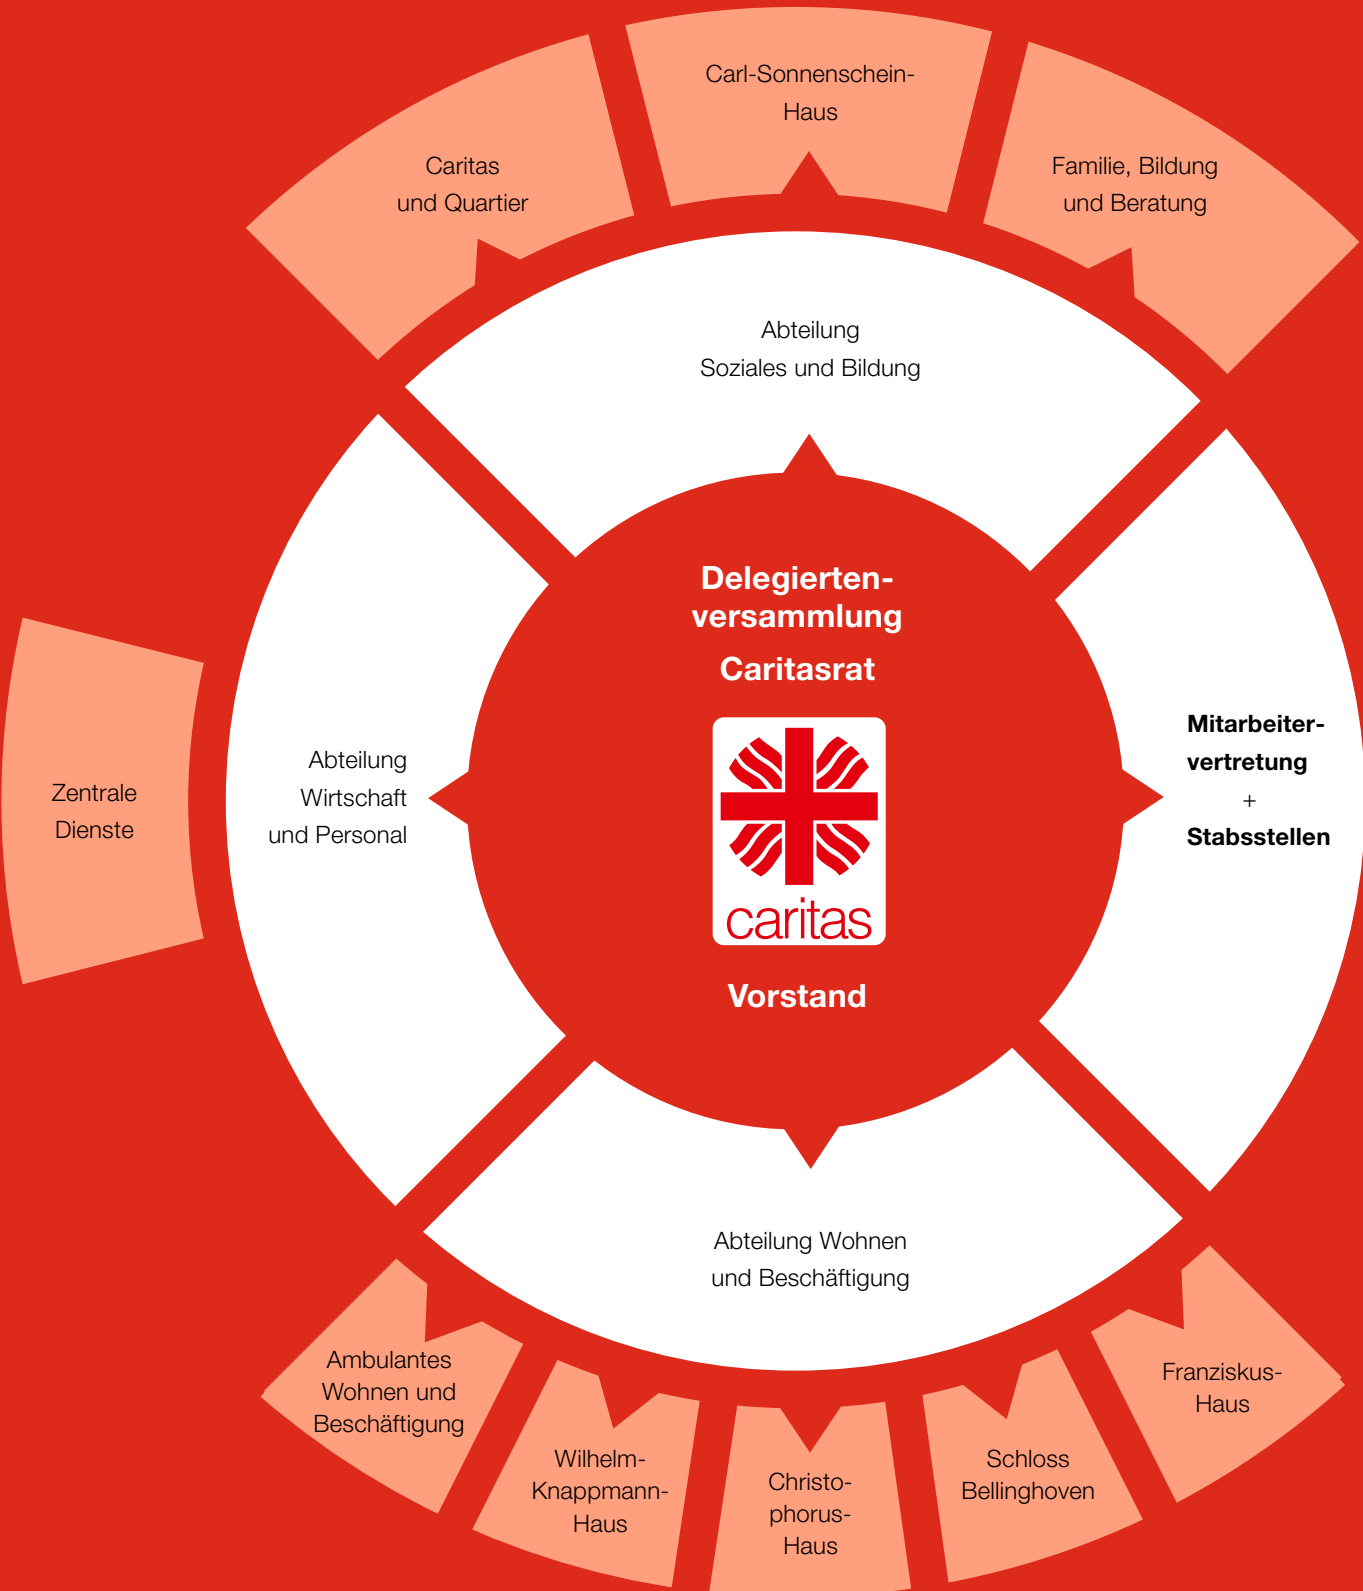 Carl-Sonnenschein-
Haus
Caritas
und Quartier
Familie, Bildung
und Beratung
Abteilung
Soziales und Bildung
Delegierten-
versammlung
Caritasrat
caritas
Vorstand
Zentrale
Dienste
Abteilung
Wirtschaft
und Personal
Mitarbeiter-
vertretung
+
Stabsstellen
Abteilung Wohnen
und Beschäftigung
Ambulantes
Wohnen und
Beschäftigung
Wilhelm-
Knappmann-
Haus
Christo-
phorus-
Haus
Schloss
Bellinghoven
Franziskus-
Haus